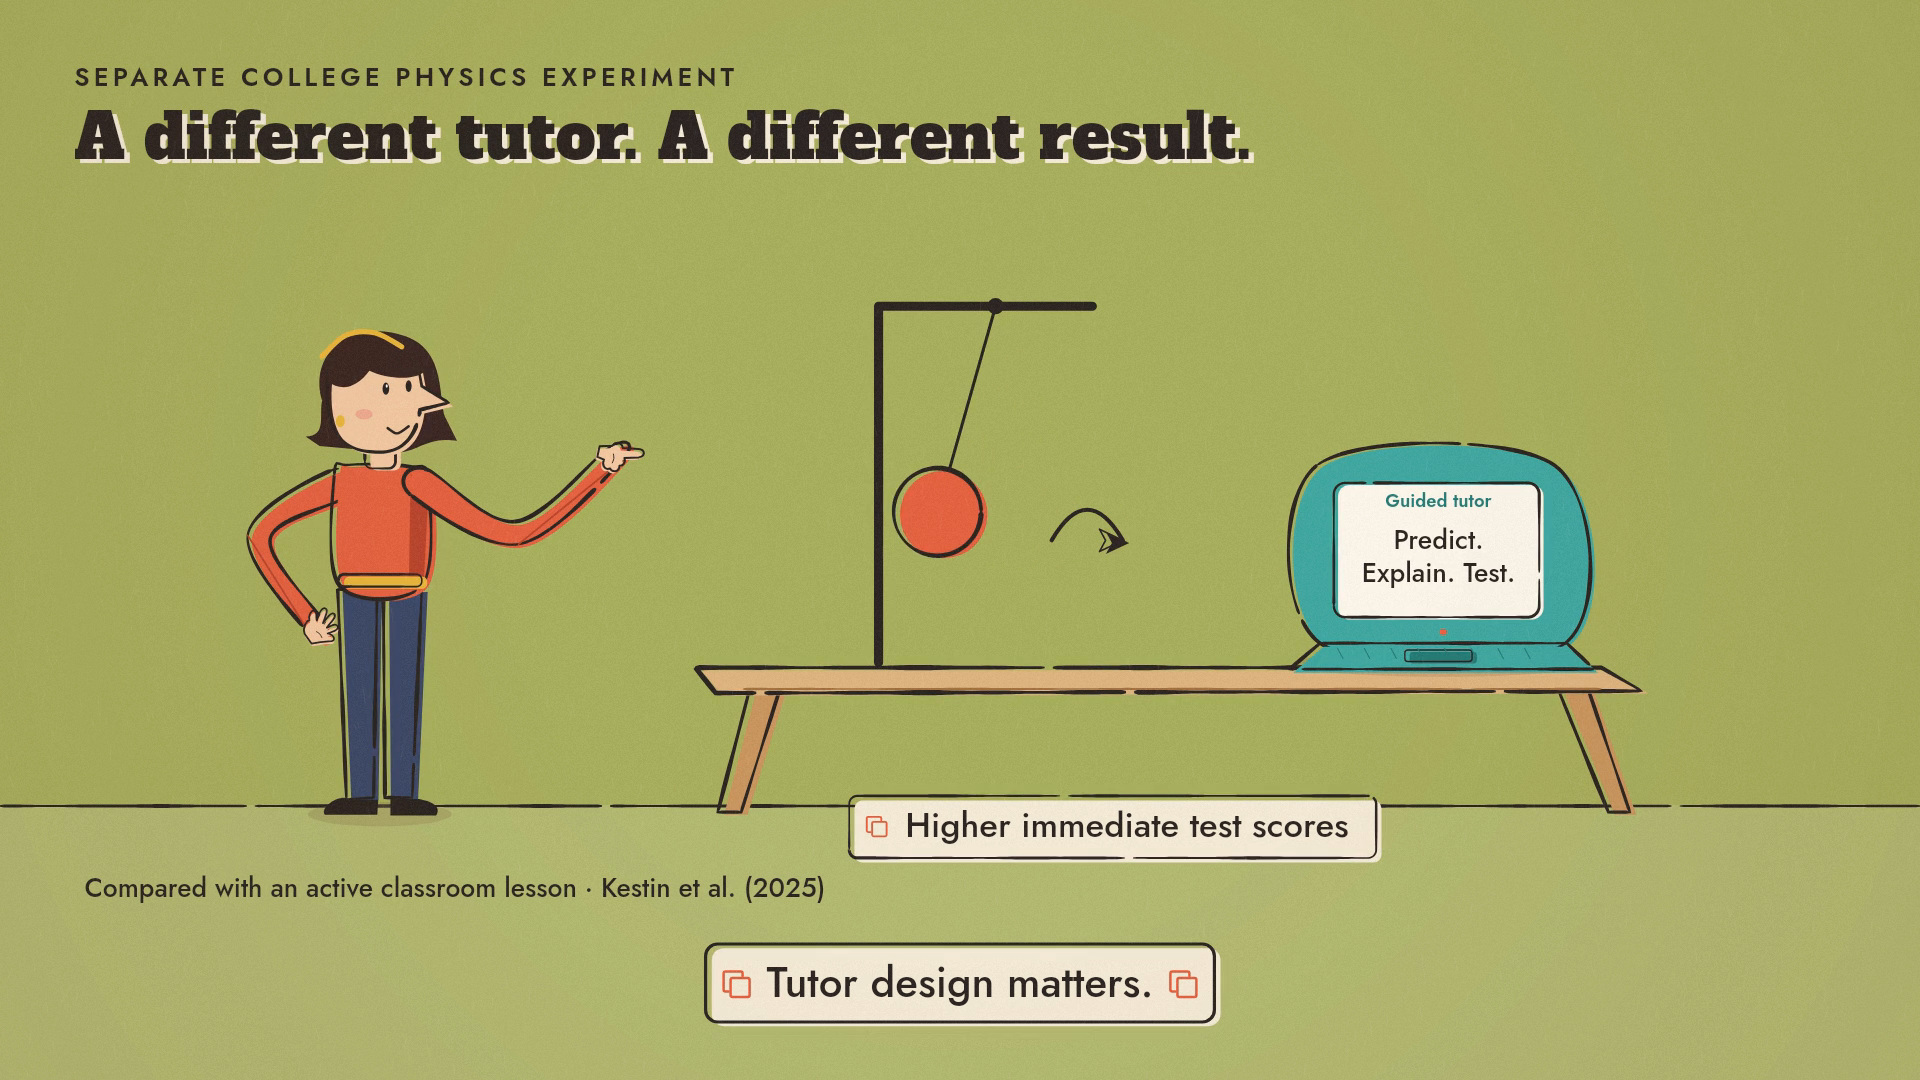 SEPARATE COLLEGE PHYSICS EXPERIMENT
A different tutor. A different result.
Guided tutor
Predict.
Explain. Test.
Higher immediate test scores
Compared with an active classroom lesson · Kestin et al. (2025)
Tutor design matters.